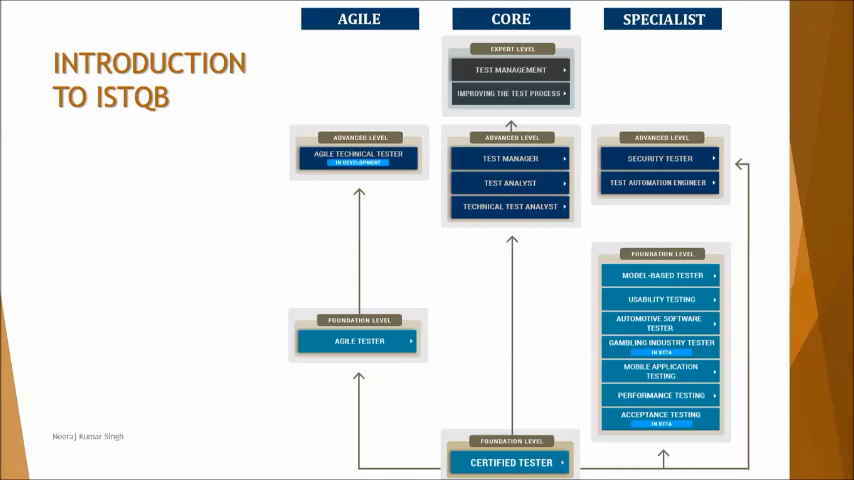 INTRODUCTION
TO ISTQB
AGILE
CORE
SPECIALIST
EXPERT LEVEL
TEST MANAGEMENT
IMPROVING THE TEST PROCESS
ADVANCED LEVEL
AGILE TECHNICAL TESTER
IN DEVELOPMENT
ADVANCED LEVEL
TEST MANAGER
TEST ANALYST
TECHNICAL TEST ANALYST
ADVANCED LEVEL
SECURITY TESTER
TEST AUTOMATION ENGINEER
FOUNDATION LEVEL
AGILE TESTER
FOUNDATION LEVEL
MODEL-BASED TESTER
USABILITY TESTING
AUTOMOTIVE SOFTWARE
TESTER
GAMBLING INDUSTRY TESTER
IN BETA
MOBILE APPLICATION
TESTING
PERFORMANCE TESTING
ACCEPTANCE TESTING
IN BETA
FOUNDATION LEVEL
CERTIFIED TESTER
Neeraj Kumar Singh